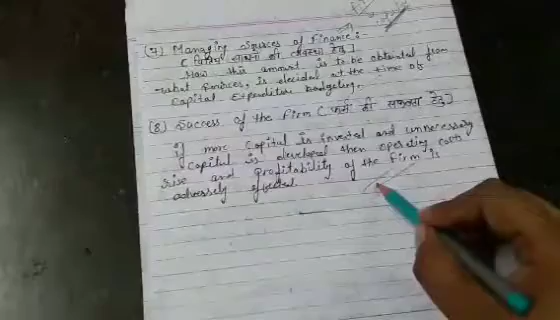 (7) Managing Sources of Finance:-
[ वित्तीय साधनों की व्यवस्था हेतु ]
How this amount is to be obtained from
what sources, is decided at the time of
Capital Expenditure budgeting.
(8) Success of the Firm [ फर्म की सफलता हेतु ]
If more Capital is invested and unnecessary
Capital is developed then operating costs
rise and profitability of the Firm is
adversely effected.